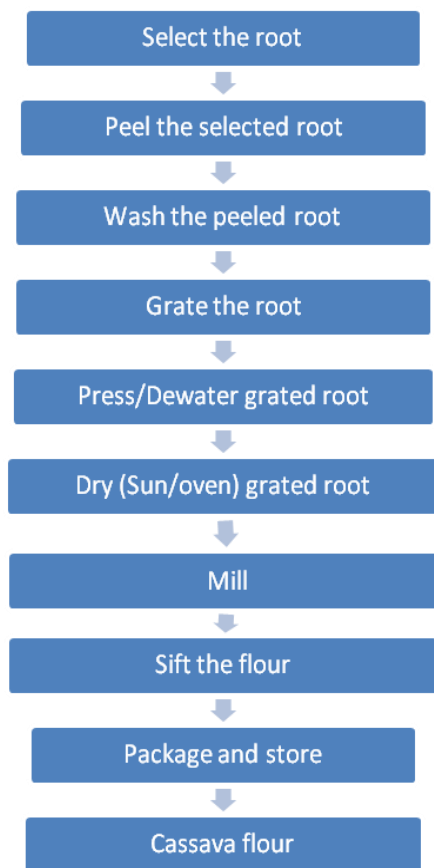 Select the root
Peel the selected root
Wash the peeled root
Grate the root
Press/Dewater grated root
Dry (Sun/oven) grated root
Mill
Sift the flour
Package and store
Cassava flour